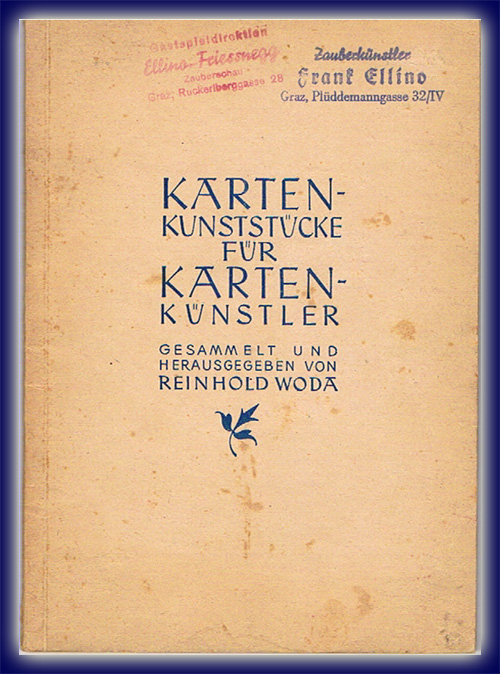 Gastspieldirektion
Ellino-Friessnegg
Zauberschau
Graz, Ruckerlberggasse 28
Zauberkünstler
Frank Ellino
Graz, Plüddemanngasse 32/IV
KARTEN-
KUNSTSTÜCKE
FÜR
KARTEN-
KÜNSTLER
GESAMMELT UND
HERAUSGEGEBEN VON
REINHOLD WODA